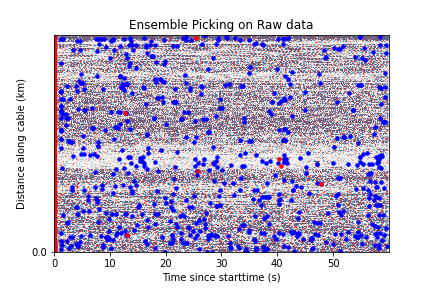 Ensemble Picking on Raw data
Distance along cable (km)
0.0
0 10 20 30 40 50
Time since starttime (s)